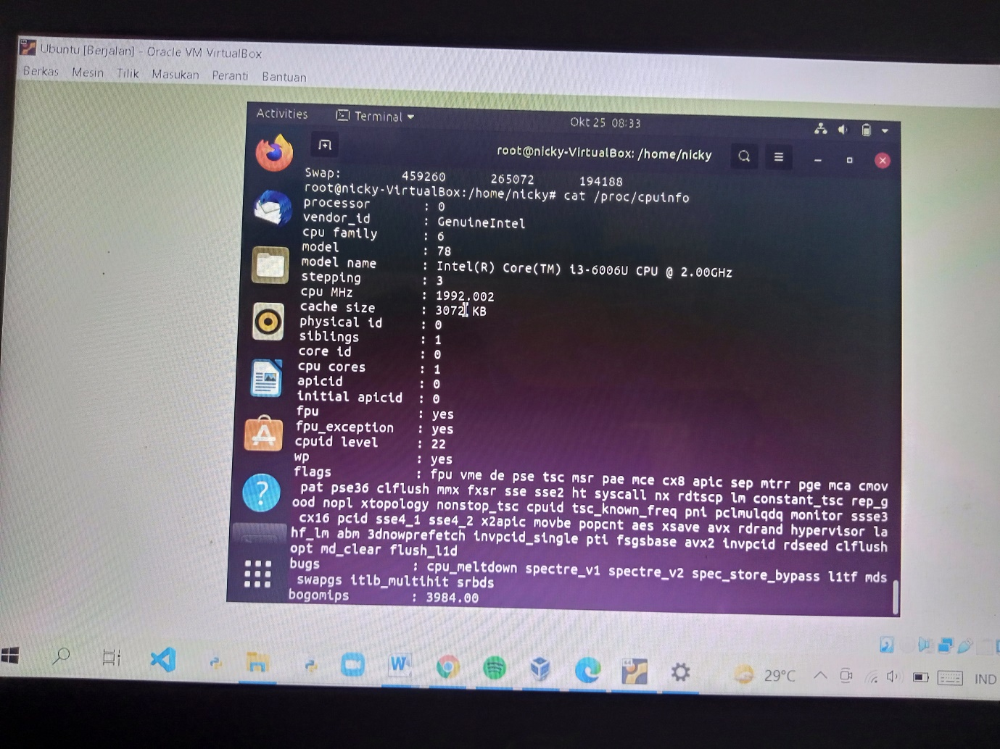 Ubuntu [Berjalan] - Oracle VM VirtualBox
Berkas Mesin Tilik Masukan Peranti Bantuan
Activities Terminal Okt 25 08:33
root@nicky-VirtualBox: /home/nicky
Swap: 459260 265072 194188
root@nicky-VirtualBox:/home/nicky# cat /proc/cpuinfo
processor : 0
vendor_id : GenuineIntel
cpu family : 6
model : 78
model name : Intel(R) Core(TM) i3-6006U CPU @ 2.00GHz
stepping : 3
cpu MHz : 1992.002
cache size : 3072 KB
physical id : 0
siblings : 1
core id : 0
cpu cores : 1
apicid : 0
initial apicid : 0
fpu : yes
fpu_exception : yes
cpuid level : 22
wp : yes
flags : fpu vme de pse tsc msr pae mce cx8 apic sep mtrr pge mca cmov
pat pse36 clflush mmx fxsr sse sse2 ht syscall nx rdtscp lm constant_tsc rep_g
ood nopl xtopology nonstop_tsc cpuid tsc_known_freq pni pclmulqdq monitor ssse3
cx16 pcid sse4_1 sse4_2 x2apic movbe popcnt aes xsave avx rdrand hypervisor la
hf_lm abm 3dnowprefetch invpcid_single pti fsgsbase avx2 invpcid rdseed clflush
opt md_clear flush_l1d
bugs : cpu_meltdown spectre_v1 spectre_v2 spec_store_bypass l1tf mds
swapgs itlb_multihit srbds
bogomips : 3984.00
29°C IND